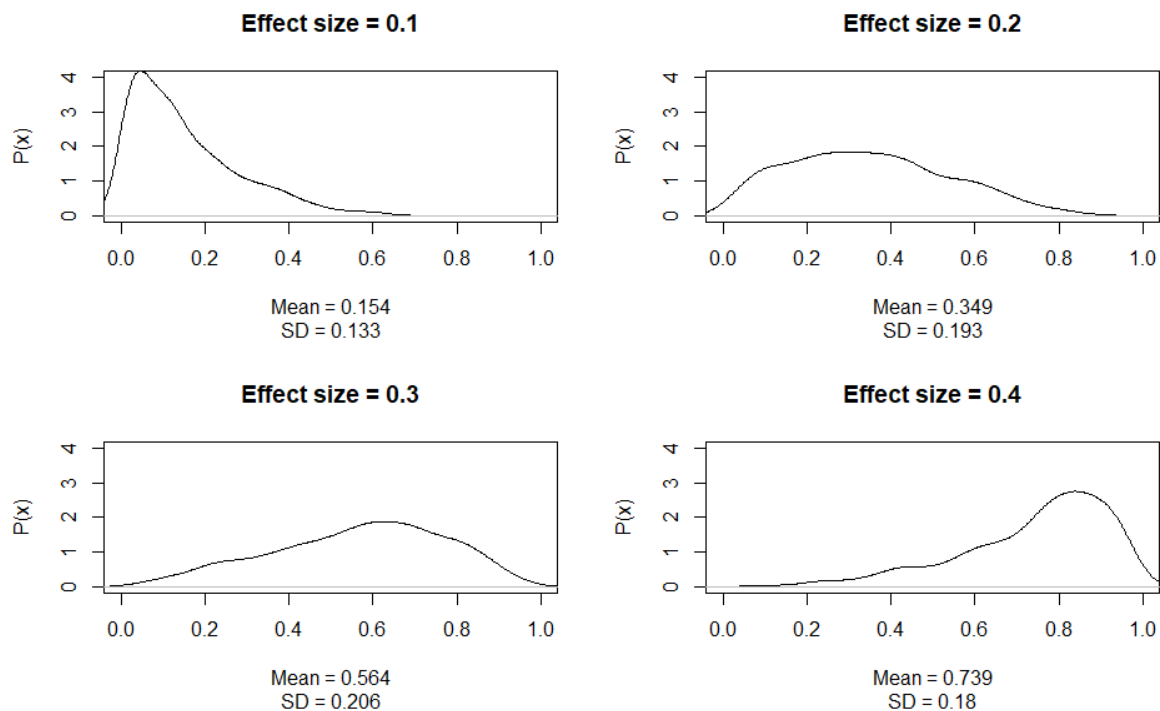 Effect size = 0.1
P(x)
4
3
2
1
0
0.0 0.2 0.4 0.6 0.8 1.0
Mean = 0.154
SD = 0.133
Effect size = 0.2
P(x)
4
3
2
1
0
0.0 0.2 0.4 0.6 0.8 1.0
Mean = 0.349
SD = 0.193
Effect size = 0.3
P(x)
4
3
2
1
0
0.0 0.2 0.4 0.6 0.8 1.0
Mean = 0.564
SD = 0.206
Effect size = 0.4
P(x)
4
3
2
1
0
0.0 0.2 0.4 0.6 0.8 1.0
Mean = 0.739
SD = 0.18